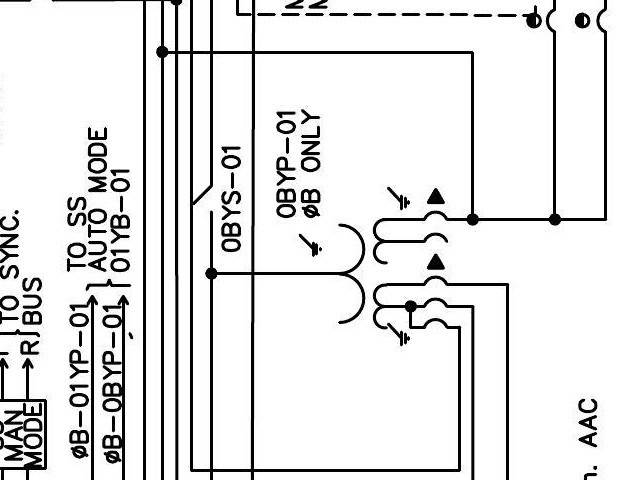 TO SYNC.
BUS
R
MAN
MODE
TO SS
AUTO MODE
01YB-01
øB-01YP-01
øB-0BYP-01
0BYS-01
0BYP-01
øB ONLY
AAC